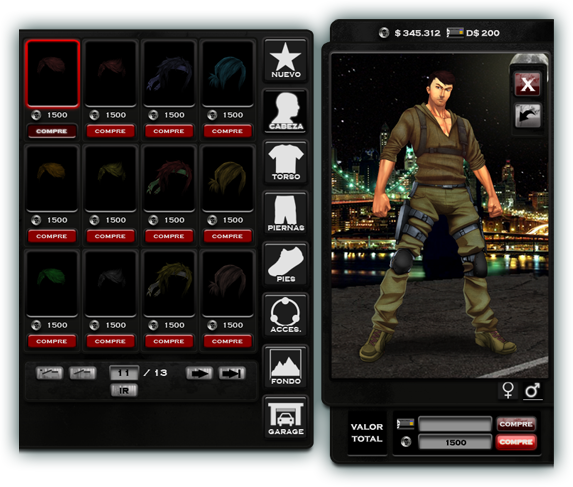 $ 345.312 D$ 200
NUEVO
1500 1500 1500 1500
COMPRE COMPRE COMPRE COMPRE
CABEZA
TORSO
1500 1500 1500 1500
COMPRE COMPRE COMPRE COMPRE
PIERNAS
PIES
1500 1500 1500 1500
COMPRE COMPRE COMPRE COMPRE
ACCES.
11 / 13
IR
FONDO
GARAGE
X
VALOR
TOTAL
COMPRE
1500 COMPRE